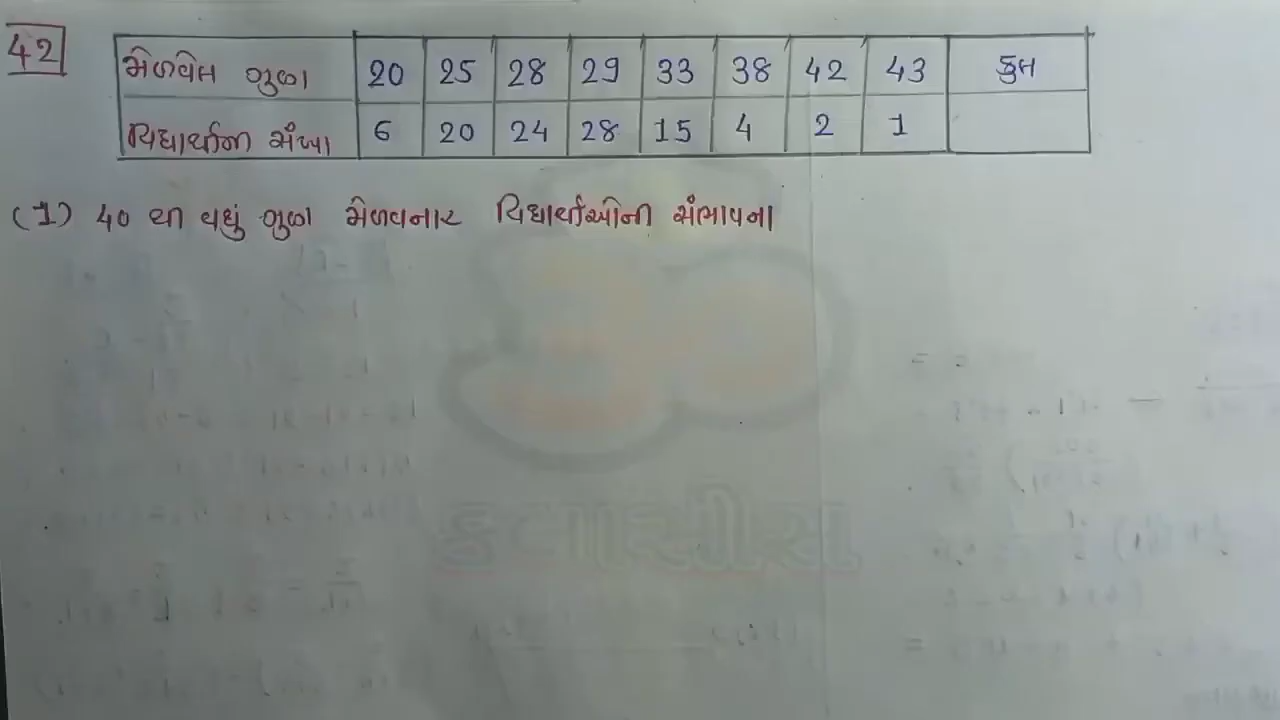 42
મેળવેલ ગુણ 20 25 28 29 33 38 42 43 કુલ
વિદ્યાર્થીની સંખ્યા 6 20 24 28 15 4 2 1
(1) 40 થી વધું ગુણ મેળવનાર વિદ્યાર્થીઓની સંભાવના